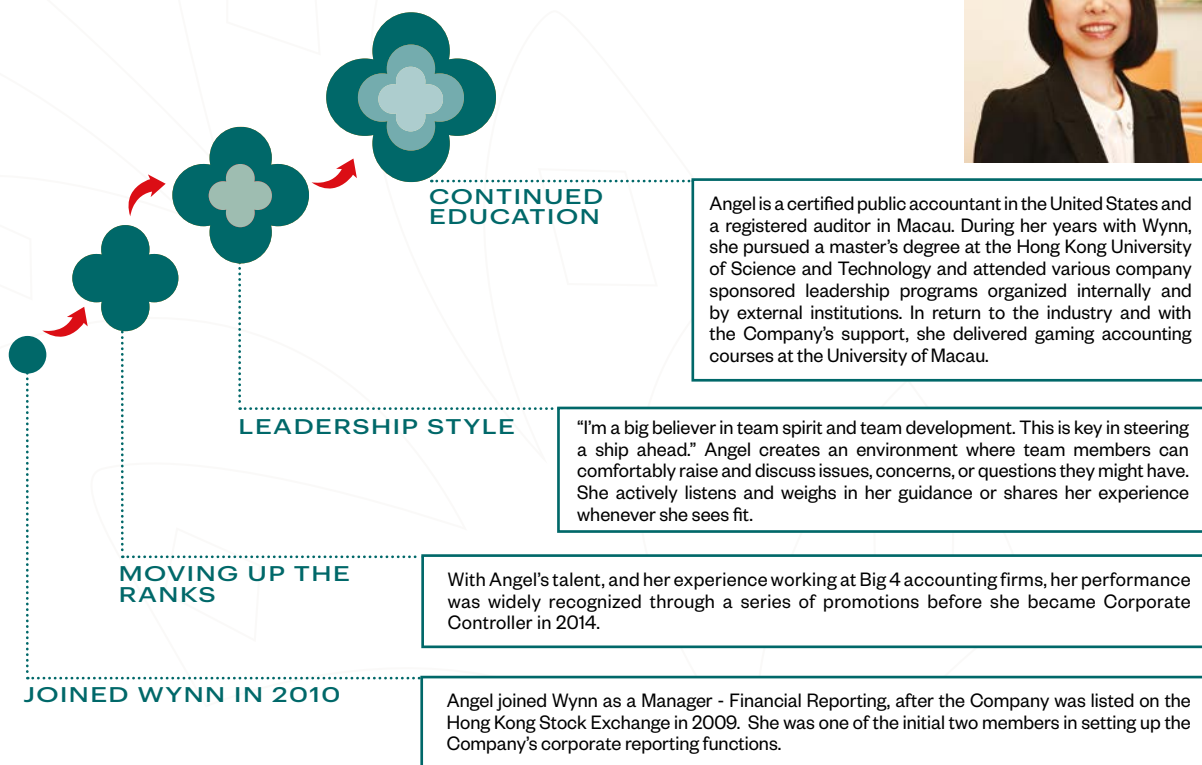 CONTINUED
EDUCATION
Angel is a certified public accountant in the United States and
a registered auditor in Macau. During her years with Wynn,
she pursued a master's degree at the Hong Kong University
of Science and Technology and attended various company
sponsored leadership programs organized internally and
by external institutions. In return to the industry and with
the Company's support, she delivered gaming accounting
courses at the University of Macau.
LEADERSHIP STYLE
“I'm a big believer in team spirit and team development. This is key in steering
a ship ahead.” Angel creates an environment where team members can
comfortably raise and discuss issues, concerns, or questions they might have.
She actively listens and weighs in her guidance or shares her experience
whenever she sees fit.
MOVING UP THE
RANKS
With Angel's talent, and her experience working at Big 4 accounting firms, her performance
was widely recognized through a series of promotions before she became Corporate
Controller in 2014.
JOINED WYNN IN 2010
Angel joined Wynn as a Manager - Financial Reporting, after the Company was listed on the
Hong Kong Stock Exchange in 2009. She was one of the initial two members in setting up the
Company's corporate reporting functions.